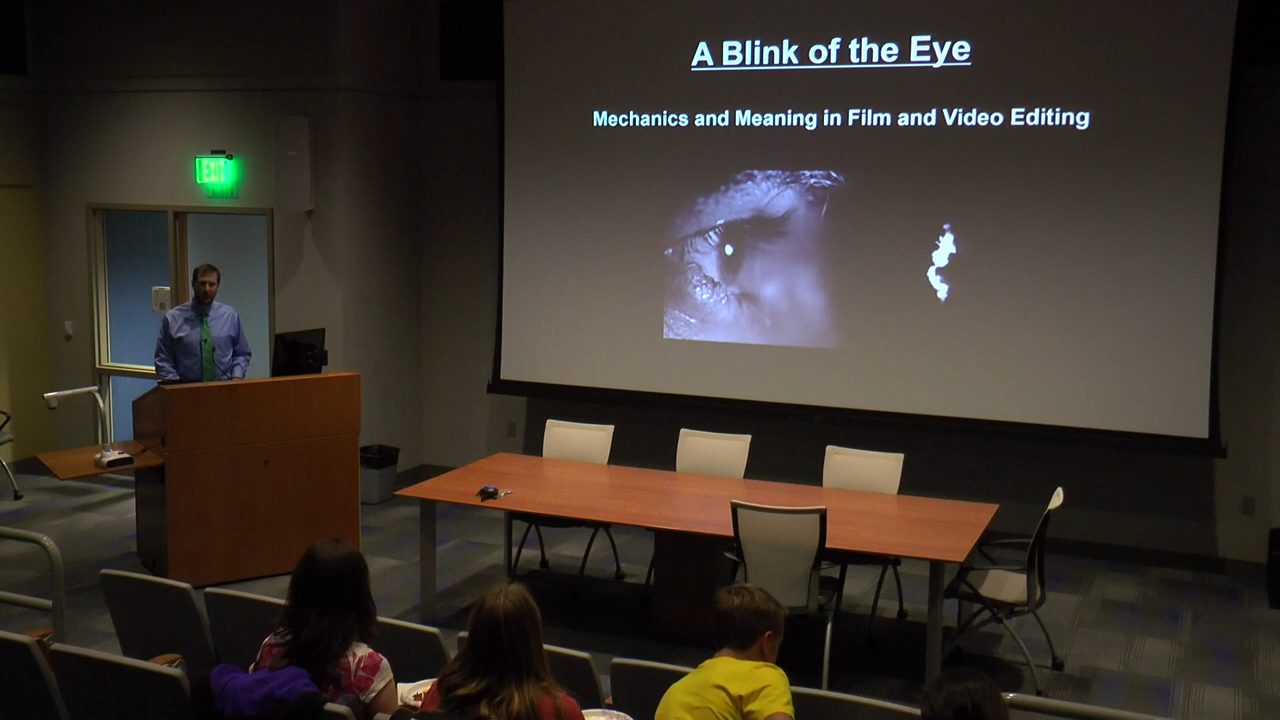 A Blink of the Eye
Mechanics and Meaning in Film and Video Editing
EXIT